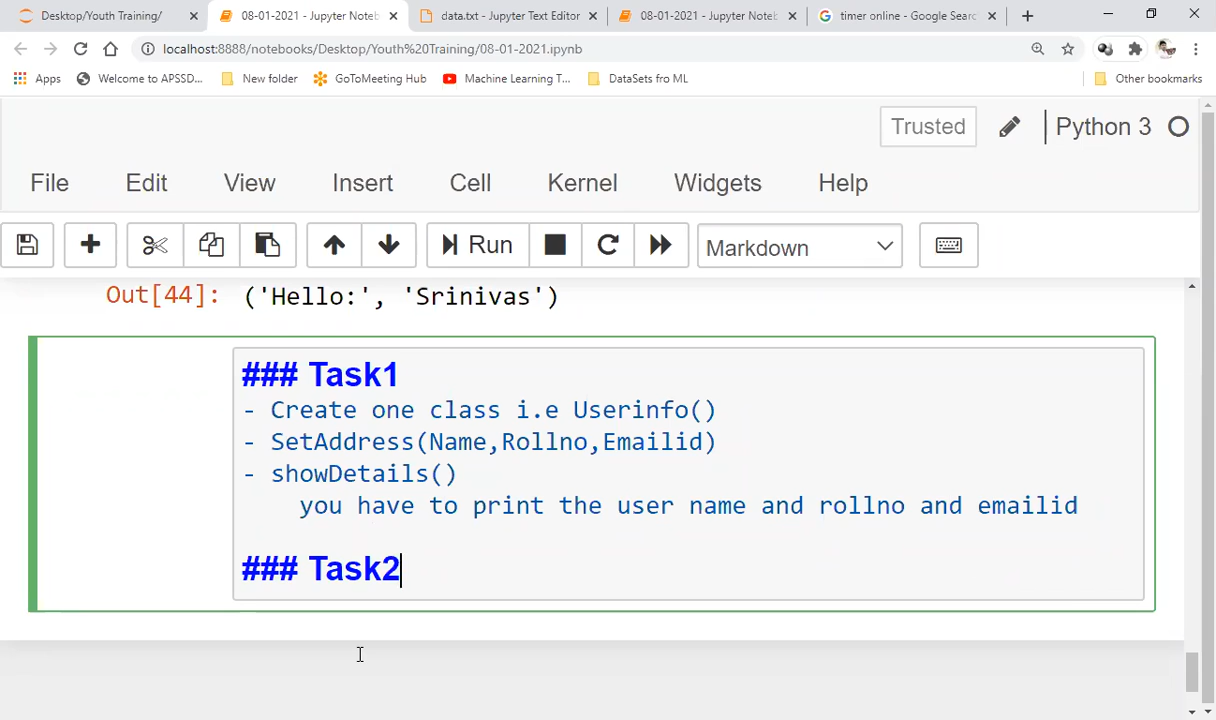 Desktop/Youth Training/
08-01-2021 - Jupyter Noteb
data.txt - Jupyter Text Editor
08-01-2021 - Jupyter Noteb
timer online - Google Searc
localhost:8888/notebooks/Desktop/Youth%20Training/08-01-2021.ipynb
Apps
Welcome to APSSD...
New folder
GoToMeeting Hub
Machine Learning T...
DataSets fro ML
Other bookmarks
Trusted
Python 3
File
Edit
View
Insert
Cell
Kernel
Widgets
Help
Run
Markdown
Out[44]: ('Hello:', 'Srinivas')
### Task1
- Create one class i.e Userinfo()
- SetAddress(Name,Rollno,Emailid)
- showDetails()
you have to print the user name and rollno and emailid
### Task2